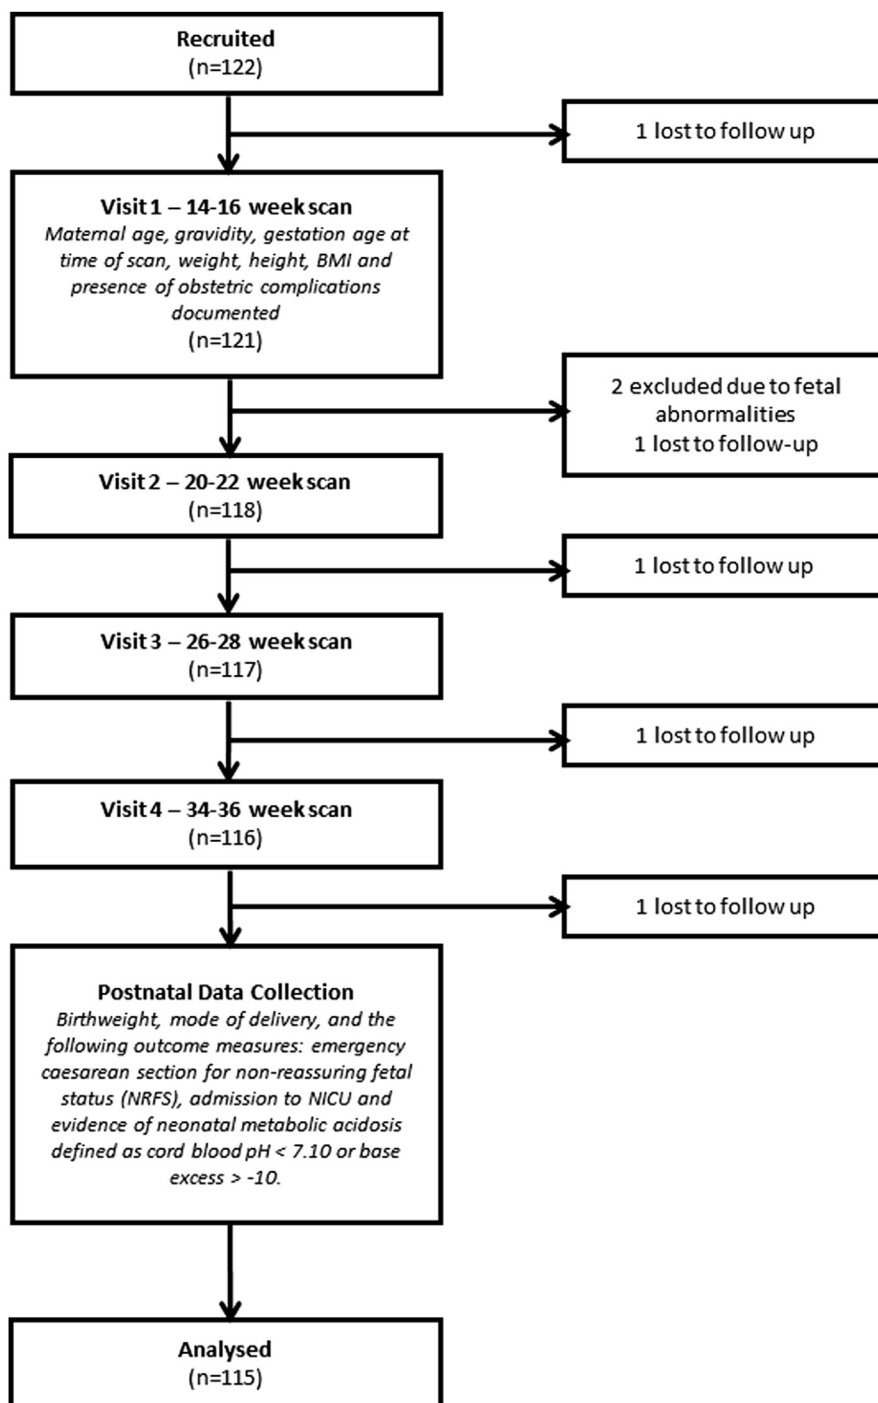 Recruited
(n=122)
1 lost to follow up
Visit 1 – 14-16 week scan
Maternal age, gravidity, gestation age at
time of scan, weight, height, BMI and
presence of obstetric complications
documented
(n=121)
2 excluded due to fetal
abnormalities
1 lost to follow-up
Visit 2 – 20-22 week scan
(n=118)
1 lost to follow up
Visit 3 – 26-28 week scan
(n=117)
1 lost to follow up
Visit 4 – 34-36 week scan
(n=116)
1 lost to follow up
Postnatal Data Collection
Birthweight, mode of delivery, and the
following outcome measures: emergency
caesarean section for non-reassuring fetal
status (NRFS), admission to NICU and
evidence of neonatal metabolic acidosis
defined as cord blood pH < 7.10 or base
excess > -10.
Analysed
(n=115)